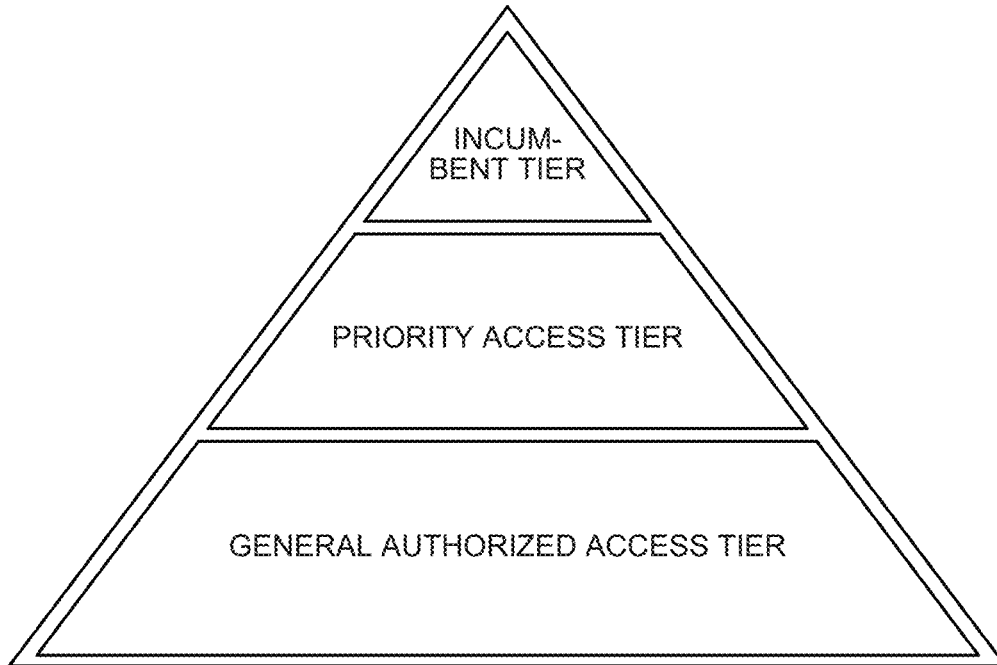 INCUM-
BENT TIER
PRIORITY ACCESS TIER
GENERAL AUTHORIZED ACCESS TIER